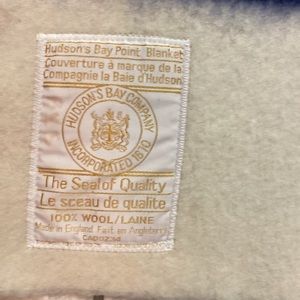 Hudson's Bay Point Blanket
Couverture à marque de la
Compagnie la Baie d'Hudson
HUDSON'S BAY COMPANY
INCORPORATED 1670
The Seal of Quality
Le sceau de qualite
100% WOOL/LAINE
Made in England Fait en Angleterre